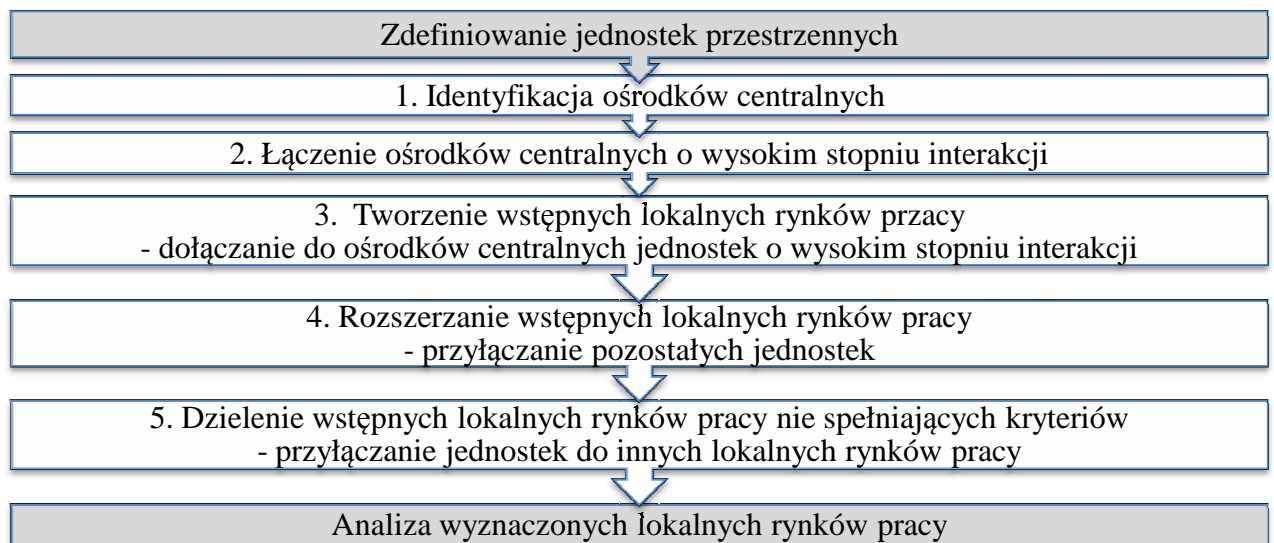 Zdefiniowanie jednostek przestrzennych
1. Identyfikacja ośrodków centralnych
2. Łączenie ośrodków centralnych o wysokim stopniu interakcji
3. Tworzenie wstępnych lokalnych rynków przacy
- dołączanie do ośrodków centralnych jednostek o wysokim stopniu interakcji
4. Rozszerzanie wstępnych lokalnych rynków pracy
- przyłączanie pozostałych jednostek
5. Dzielenie wstępnych lokalnych rynków pracy nie spełniających kryteriów
- przyłączanie jednostek do innych lokalnych rynków pracy
Analiza wyznaczonych lokalnych rynków pracy